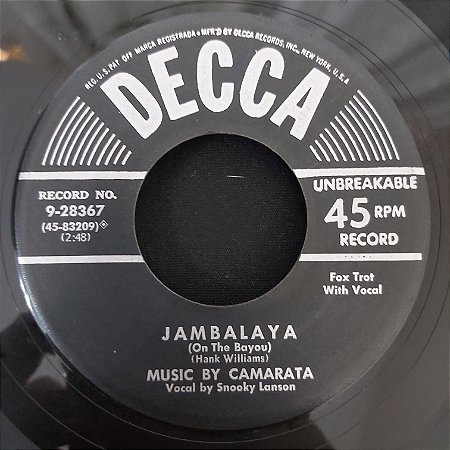 REG. U.S. PAT. OFF. MARCA REGISTRADA • MFR'D BY DECCA RECORDS, INC., NEW YORK, U.S.A.
DECCA
RECORD NO.
9-28367
(45-83209)
(2:48)
UNBREAKABLE
45 RPM
RECORD
Fox Trot
With Vocal
JAMBALAYA
(On The Bayou)
(Hank Williams)
MUSIC BY CAMARATA
Vocal by Snooky Lanson